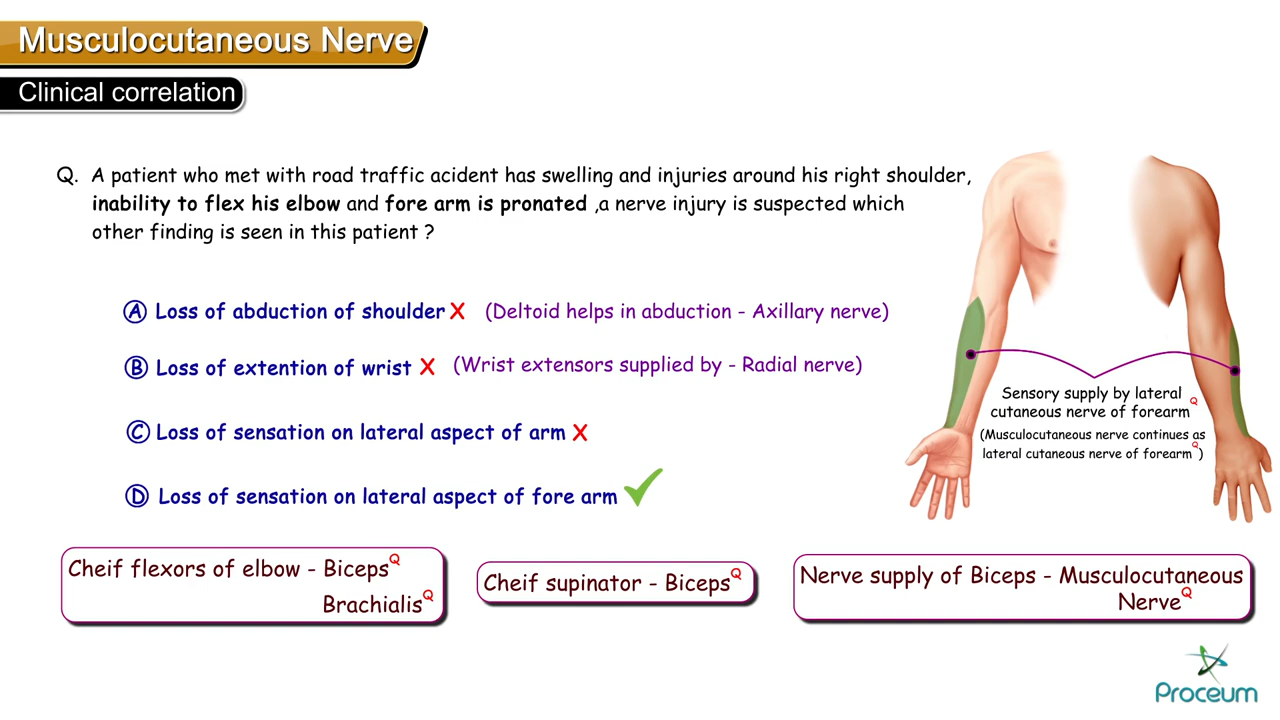 Musculocutaneous Nerve
Clinical correlation
Q. A patient who met with road traffic acident has swelling and injuries around his right shoulder,
inability to flex his elbow and fore arm is pronated ,a nerve injury is suspected which
other finding is seen in this patient ?
A Loss of abduction of shoulder X (Deltoid helps in abduction - Axillary nerve)
B Loss of extention of wrist X (Wrist extensors supplied by - Radial nerve)
C Loss of sensation on lateral aspect of arm X
D Loss of sensation on lateral aspect of fore arm ✓
Sensory supply by lateral
cutaneous nerve of forearm Q
(Musculocutaneous nerve continues as
lateral cutaneous nerve of forearm Q)
Cheif flexors of elbow - Biceps Q
Brachialis Q
Cheif supinator - Biceps Q
Nerve supply of Biceps - Musculocutaneous
Nerve Q
Proceum